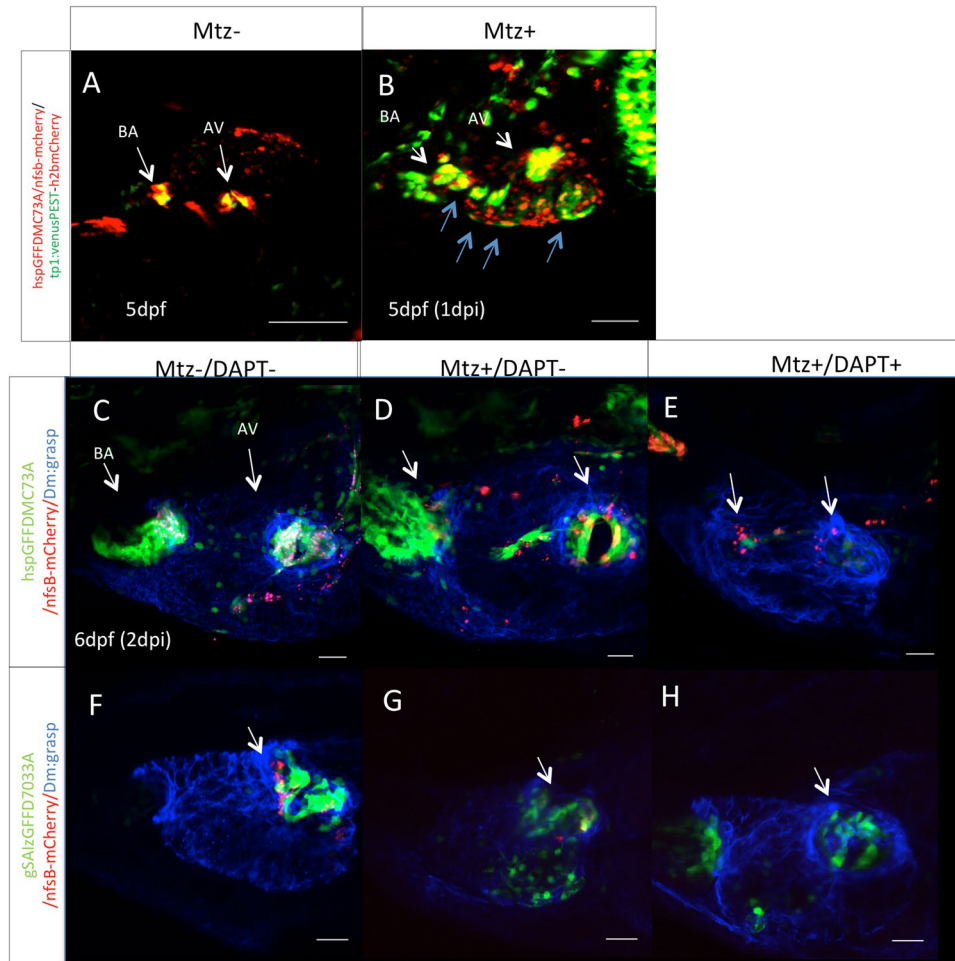 Mtz-
Mtz+
hspGFFDMC73A/nfsb-mcherry/
tp1:venusPEST-h2bmCherry
A
BA
AV
5dpf
B
BA
AV
5dpf (1dpi)
Mtz-/DAPT-
Mtz+/DAPT-
Mtz+/DAPT+
hspGFFDMC73A
/nfsB-mCherry/Dm:grasp
C
BA
AV
6dpf (2dpi)
D
E
gSAlzGFFD7033A
/nfsB-mCherry/Dm:grasp
F
G
H